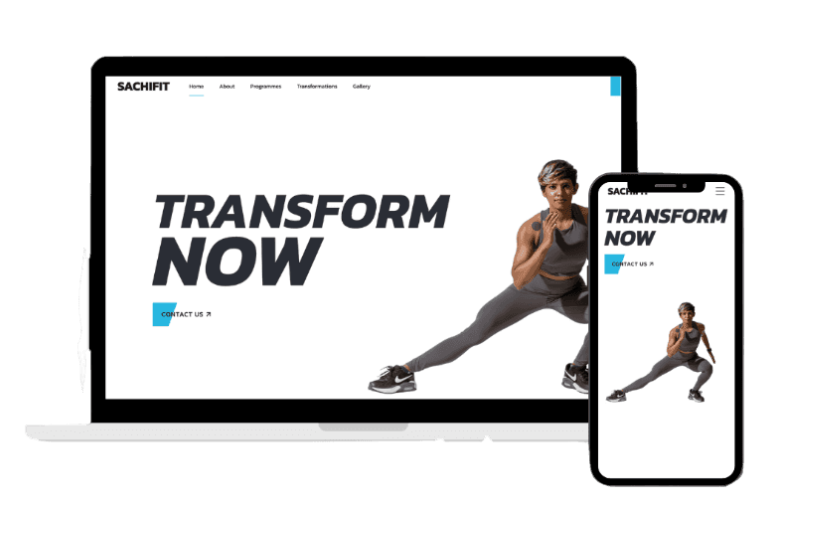 SACHIFIT Home About Programmes Transformations Gallery
TRANSFORM
NOW
CONTACT US
SACHIFIT
TRANSFORM
NOW
CONTACT US